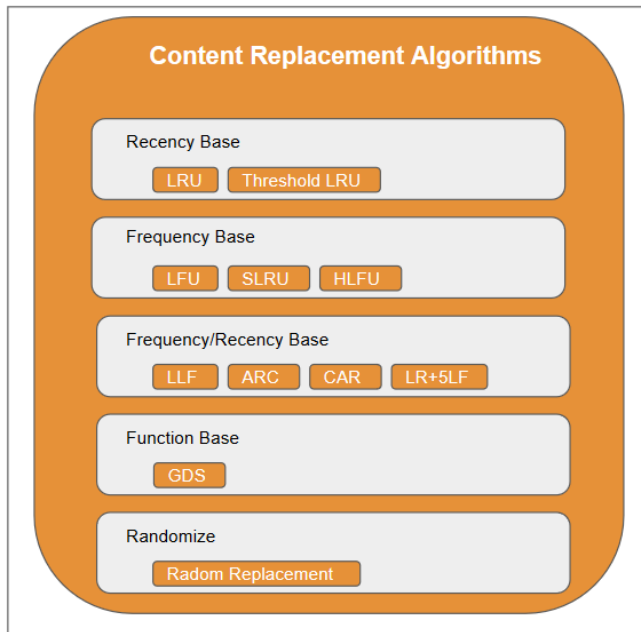 Content Replacement Algorithms
Recency Base
LRU Threshold LRU
Frequency Base
LFU SLRU HLFU
Frequency/Recency Base
LLF ARC CAR LR+5LF
Function Base
GDS
Randomize
Radom Replacement